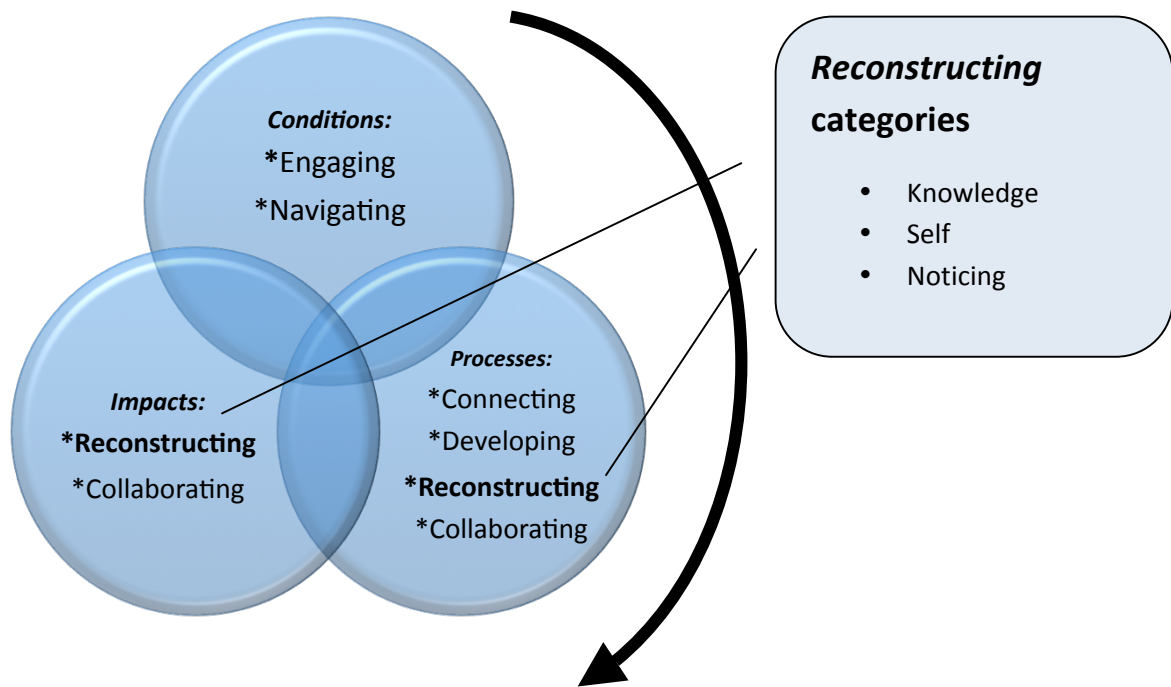 Conditions:
*Engaging
*Navigating
Impacts:
*Reconstructing
*Collaborating
Processes:
*Connecting
*Developing
*Reconstructing
*Collaborating
Reconstructing
categories
• Knowledge
• Self
• Noticing